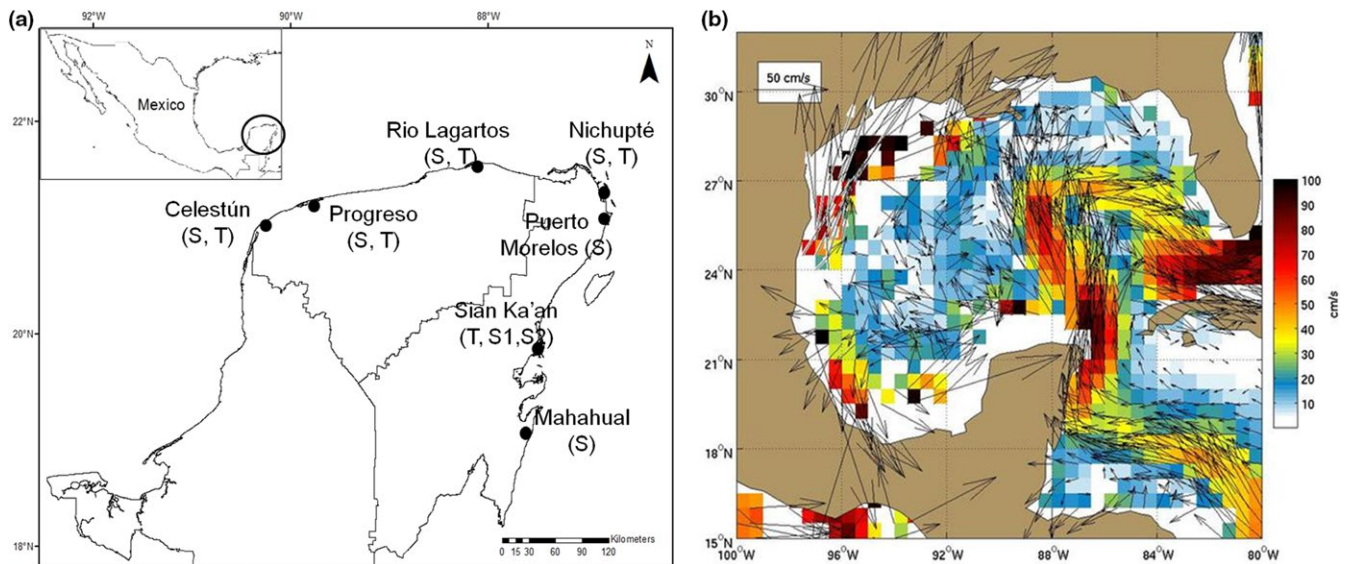 (a)
92°W
90°W
88°W
N
Mexico
22°N
Rio Lagartos
(S, T)
Nichupté
(S, T)
Celestún
(S, T)
Progreso
(S, T)
Puerto
Morelos (S)
20°N
Sian Ka'an
(T, S1,S2)
Mahahual
(S)
18°N
Kilometers
0 15 30 60 90 120
(b)
50 cm/s
30°N
27°N
24°N
21°N
18°N
15°N
100°W
96°W
92°W
88°W
84°W
80°W
100
90
80
70
60
50
40
30
20
10
cm/s